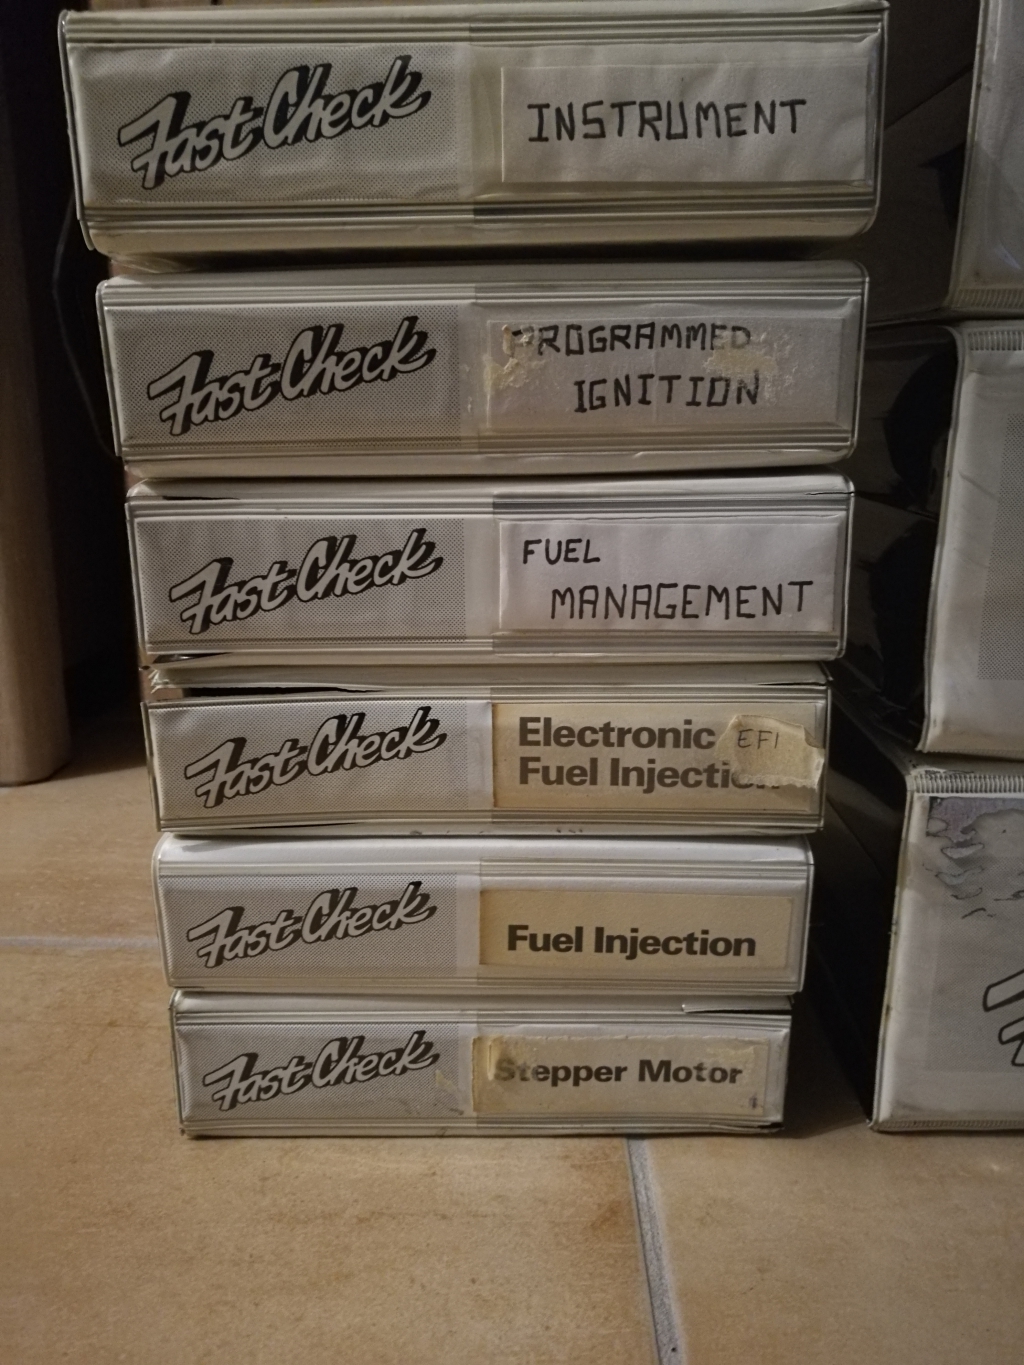 Fast Check
INSTRUMENT
Fast Check
PROGRAMMED
IGNITION
Fast Check
FUEL
MANAGEMENT
Fast Check
Electronic EFI
Fuel Injection
Fast Check
Fuel Injection
Fast Check
Stepper Motor